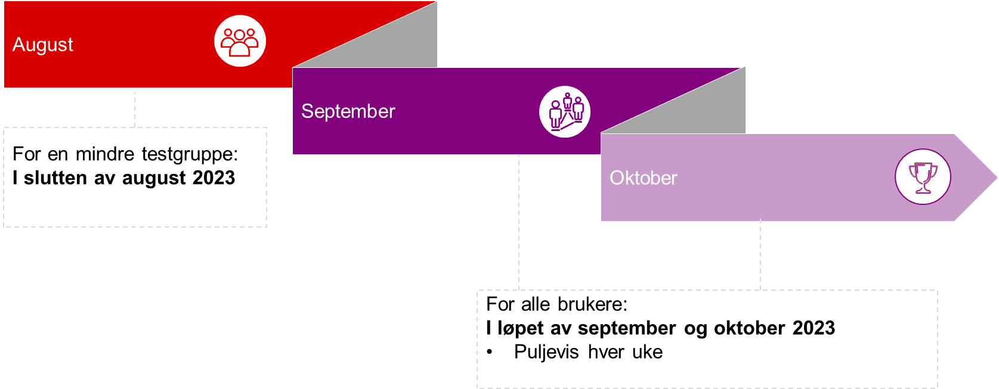 August
September
Oktober
For en mindre testgruppe:
I slutten av august 2023
For alle brukere:
I løpet av september og oktober 2023
• Puljevis hver uke